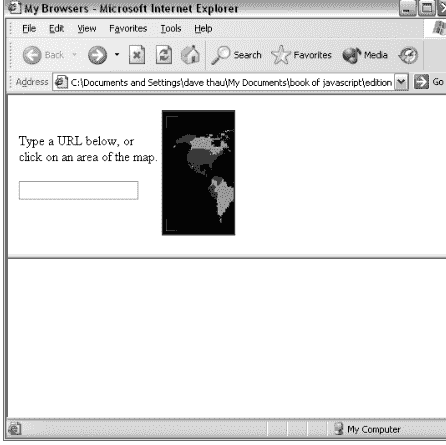 My Browsers - Microsoft Internet Explorer
File Edit View Favorites Tools Help
Back Search Favorites Media
Address C:\Documents and Settings\dave thau\My Documents\book of javascript\edition Go
Type a URL below, or
click on an area of the map.
My Computer